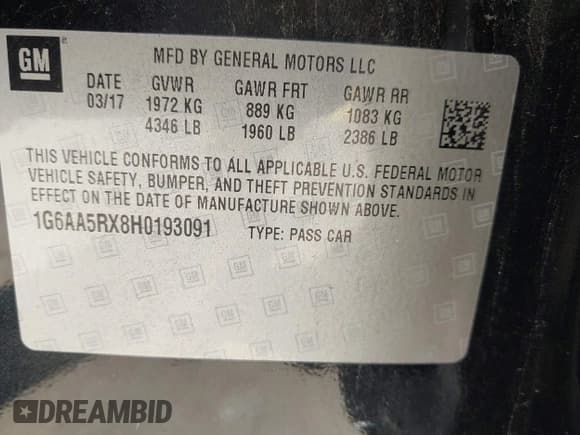 GM
MFD BY GENERAL MOTORS LLC
DATE GVWR GAWR FRT GAWR RR
03/17 1972 KG 889 KG 1083 KG
4346 LB 1960 LB 2386 LB
THIS VEHICLE CONFORMS TO ALL APPLICABLE U.S. FEDERAL MOTOR
VEHICLE SAFETY, BUMPER, AND THEFT PREVENTION STANDARDS IN
EFFECT ON THE DATE OF MANUFACTURE SHOWN ABOVE.
1G6AA5RX8H0193091 TYPE: PASS CAR
DREAMBID